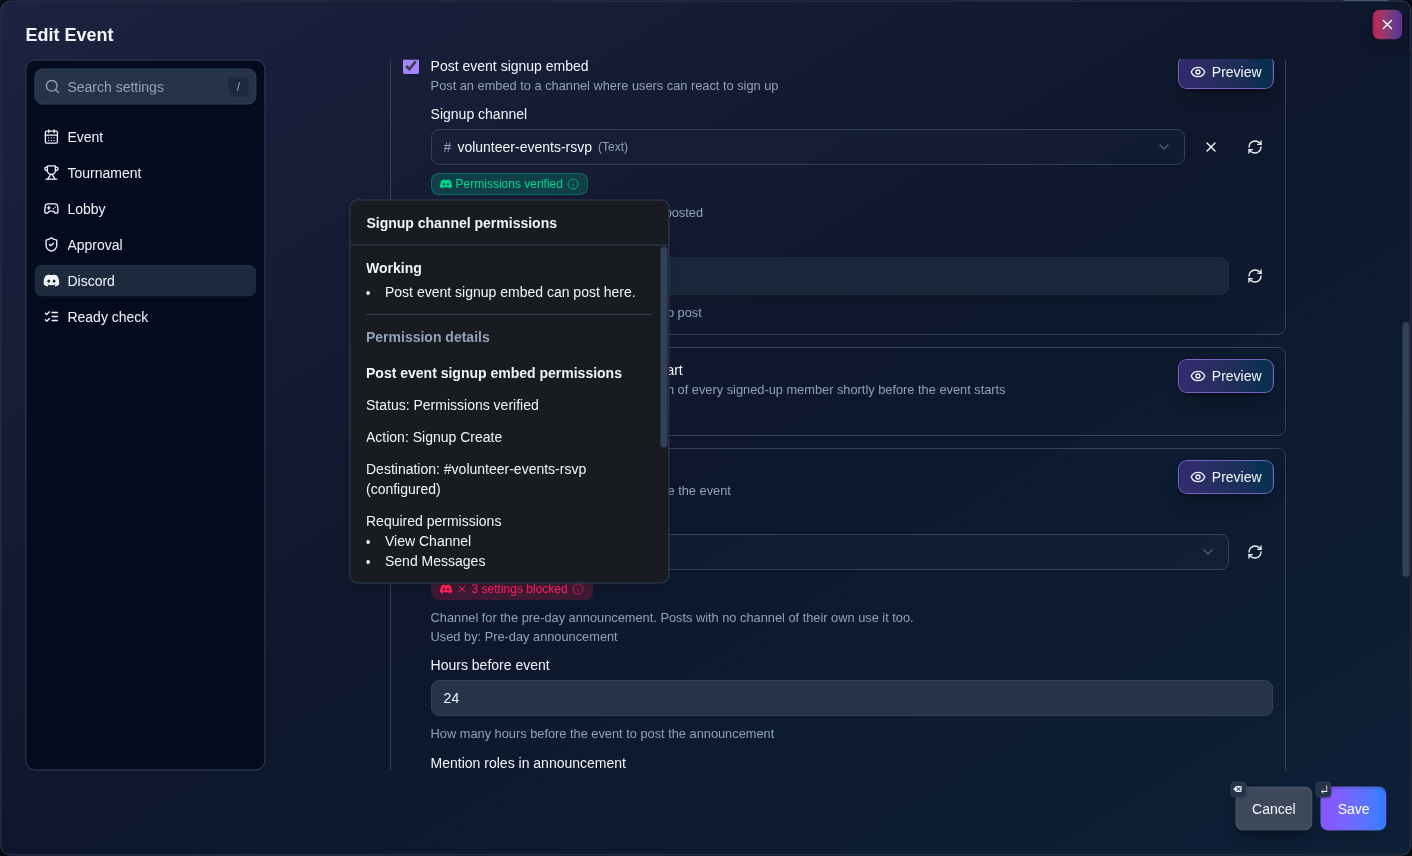 Edit Event
Search settings
/
Event
Tournament
Lobby
Approval
Discord
Ready check
Post event signup embed
Post an embed to a channel where users can react to sign up
Preview
Signup channel
# volunteer-events-rsvp (Text)
Permissions verified
posted
Signup channel permissions
Working
• Post event signup embed can post here.
Permission details
Post event signup embed permissions
Status: Permissions verified
Action: Signup Create
Destination: #volunteer-events-rsvp
(configured)
Required permissions
• View Channel
• Send Messages
post
of every signed-up member shortly before the event starts
Preview
the event
Preview
3 settings blocked
Channel for the pre-day announcement. Posts with no channel of their own use it too.
Used by: Pre-day announcement
Hours before event
24
How many hours before the event to post the announcement
Mention roles in announcement
Cancel
Save